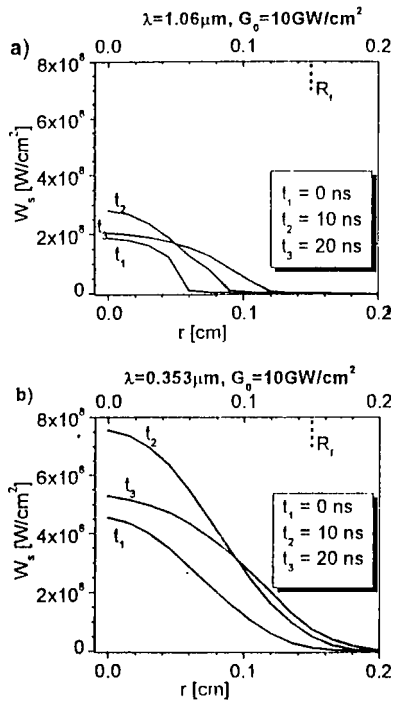 λ=1.06μm, G₀=10GW/cm²
a)
0.0 0.1 0.2
8x10⁸
6x10⁸
4x10⁸
2x10⁸
0
Wₛ [W/cm²]
R_f
t₁ = 0 ns
t₂ = 10 ns
t₃ = 20 ns
t₂
t₃
t₁
0.0 0.1 0.2
r [cm]
λ=0.353μm, G₀=10GW/cm²
b)
0.0 0.1 0.2
8x10⁸
6x10⁸
4x10⁸
2x10⁸
0
Wₛ [W/cm²]
R_f
t₁ = 0 ns
t₂ = 10 ns
t₃ = 20 ns
t₂
t₃
t₁
0.0 0.1 0.2
r [cm]